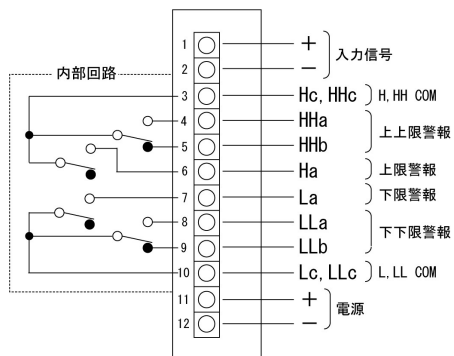 1 + 入力信号
2 −
内部回路
3 Hc, HHc H, HH COM
4 HHa 上上限警報
5 HHb
6 Ha 上限警報
7 La 下限警報
8 LLa 下下限警報
9 LLb
10 Lc, LLc L, LL COM
11 + 電源
12 −